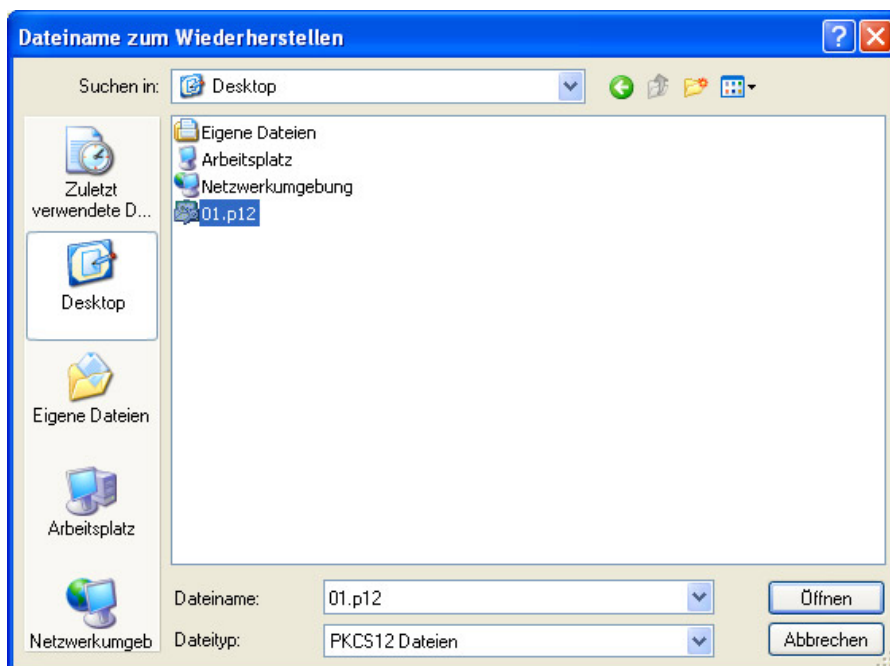 Dateiname zum Wiederherstellen
Suchen in:
Desktop
Zuletzt
verwendete D...
Desktop
Eigene Dateien
Arbeitsplatz
Netzwerkumgeb
Eigene Dateien
Arbeitsplatz
Netzwerkumgebung
01.p12
Dateiname:
01.p12
Öffnen
Dateityp:
PKCS12 Dateien
Abbrechen